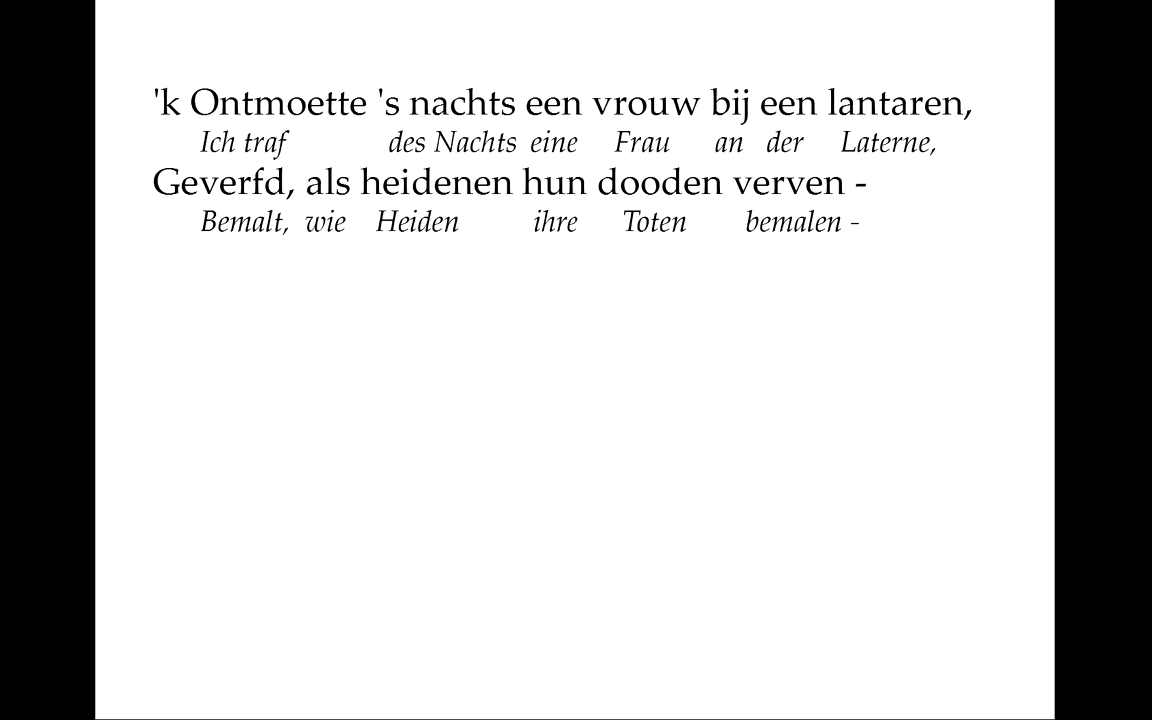 'k Ontmoette 's nachts een vrouw bij een lantaren,
Ich traf des Nachts eine Frau an der Laterne,
Geverfd, als heidenen hun dooden verven -
Bemalt, wie Heiden ihre Toten bemalen -